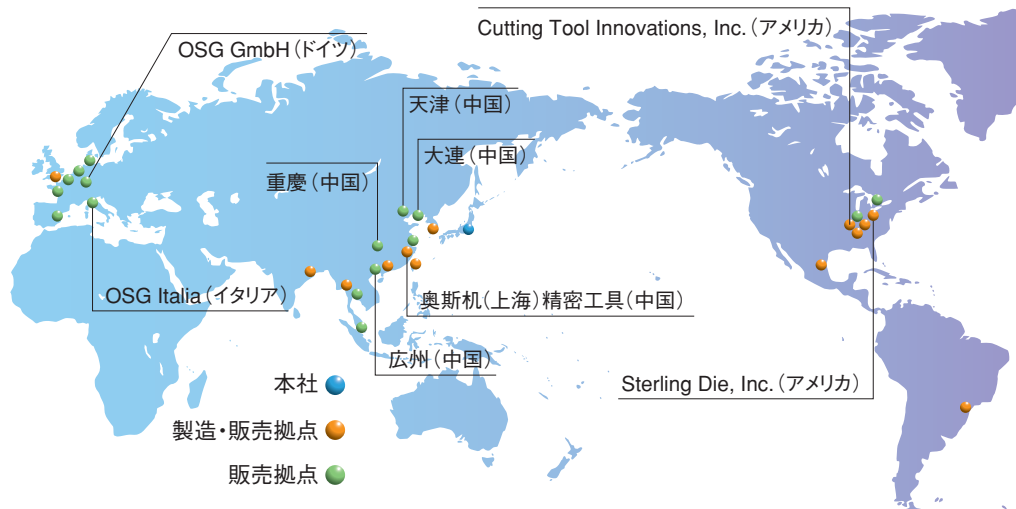 Cutting Tool Innovations, Inc.(アメリカ)
OSG GmbH(ドイツ)
天津(中国)
大連(中国)
重慶(中国)
OSG Italia(イタリア)
奥斯机(上海)精密工具(中国)
広州(中国)
Sterling Die, Inc.(アメリカ)
本社
製造・販売拠点
販売拠点